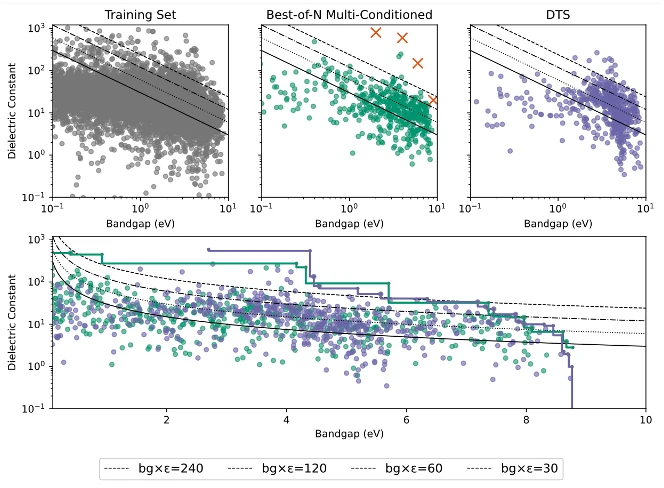 Training Set
Best-of-N Multi-Conditioned
DTS
Dielectric Constant
10³
10²
10¹
10⁰
10⁻¹
10⁻¹ 10⁰ 10¹
10⁻¹ 10⁰ 10¹
10⁻¹ 10⁰ 10¹
Bandgap (eV)
Bandgap (eV)
Bandgap (eV)
Dielectric Constant
10³
10²
10¹
10⁰
10⁻¹
2 4 6 8 10
Bandgap (eV)
bg×ε=240 bg×ε=120 bg×ε=60 bg×ε=30